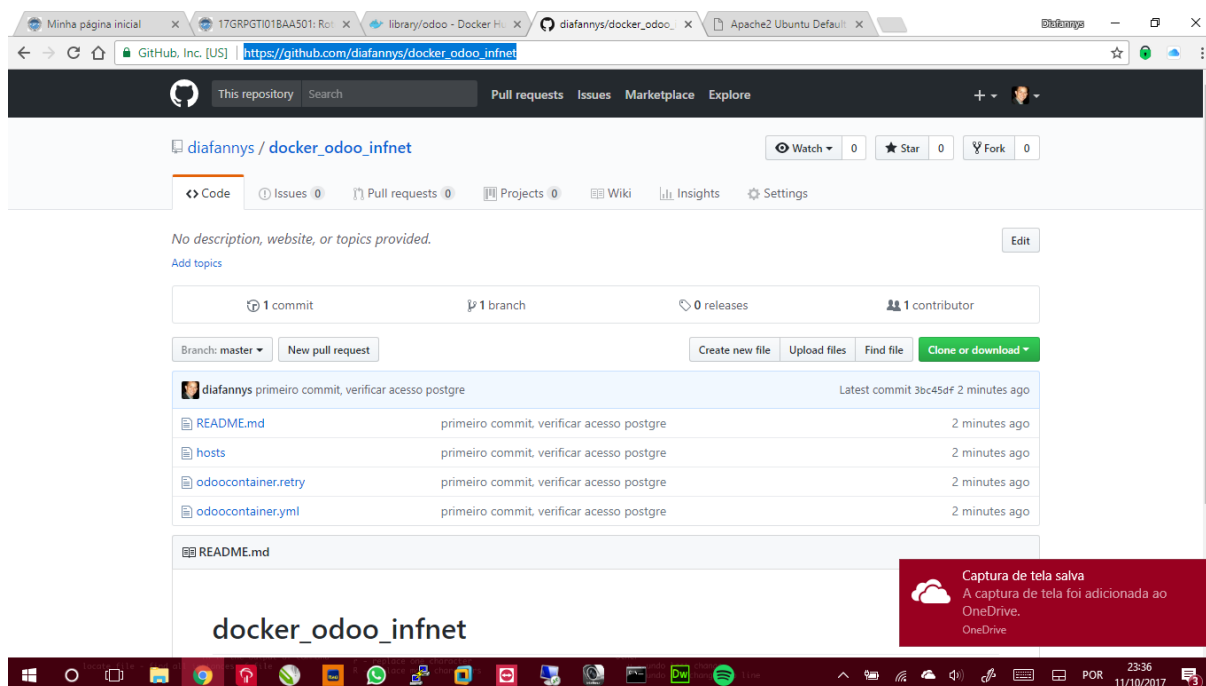 Minha página inicial
17GRPGTI01BAA501: Rot
library/odoo - Docker Hu
diafannys/docker_odoo_i
Apache2 Ubuntu Default
Diafannys
GitHub, Inc. [US]
https://github.com/diafannys/docker_odoo_infnet
This repository
Search
Pull requests Issues Marketplace Explore
diafannys / docker_odoo_infnet
Watch 0
Star 0
Fork 0
Code
Issues 0
Pull requests 0
Projects 0
Wiki
Insights
Settings
No description, website, or topics provided.
Edit
Add topics
1 commit
1 branch
0 releases
1 contributor
Branch: master
New pull request
Create new file
Upload files
Find file
Clone or download
diafannys primeiro commit, verificar acesso postgre
Latest commit 3bc45df 2 minutes ago
README.md primeiro commit, verificar acesso postgre 2 minutes ago
hosts primeiro commit, verificar acesso postgre 2 minutes ago
odoocontainer.retry primeiro commit, verificar acesso postgre 2 minutes ago
odoocontainer.yml primeiro commit, verificar acesso postgre 2 minutes ago
README.md
docker_odoo_infnet
Captura de tela salva
A captura de tela foi adicionada ao
OneDrive.
OneDrive
Dw
POR
23:36
11/10/2017
3